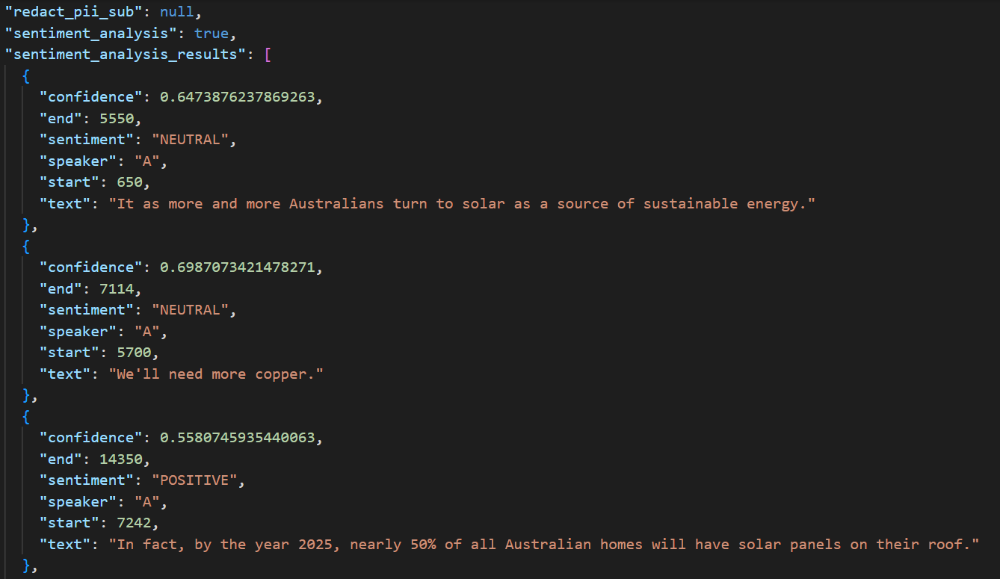 "redact_pii_sub": null,
"sentiment_analysis": true,
"sentiment_analysis_results": [
{
"confidence": 0.6473876237869263,
"end": 5550,
"sentiment": "NEUTRAL",
"speaker": "A",
"start": 650,
"text": "It as more and more Australians turn to solar as a source of sustainable energy."
},
{
"confidence": 0.6987073421478271,
"end": 7114,
"sentiment": "NEUTRAL",
"speaker": "A",
"start": 5700,
"text": "We'll need more copper."
},
{
"confidence": 0.5580745935440063,
"end": 14350,
"sentiment": "POSITIVE",
"speaker": "A",
"start": 7242,
"text": "In fact, by the year 2025, nearly 50% of all Australian homes will have solar panels on their roof."
},